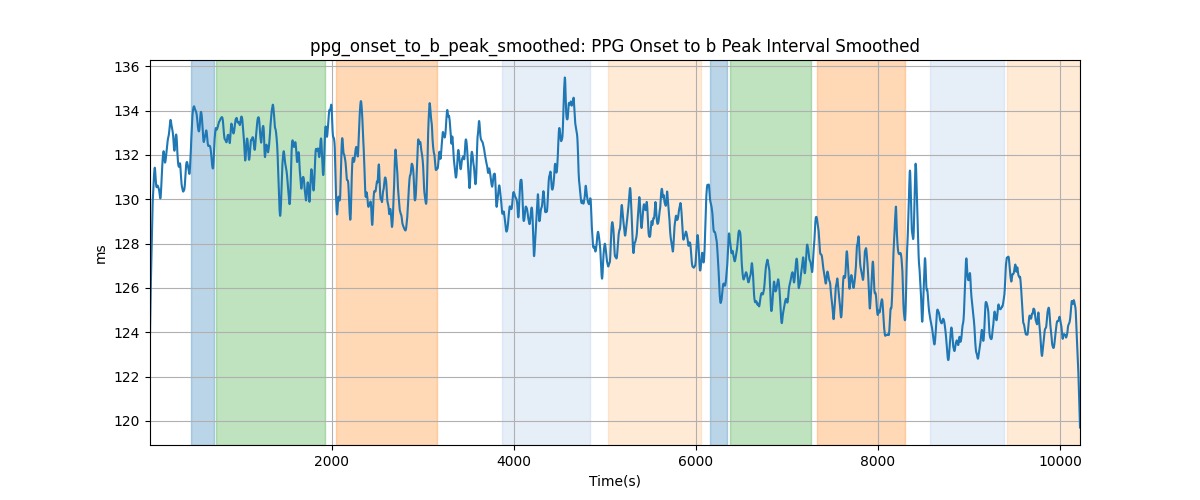 ppg_onset_to_b_peak_smoothed: PPG Onset to b Peak Interval Smoothed
136
134
132
130
128
126
124
122
120
ms
2000 4000 6000 8000 10000
Time(s)